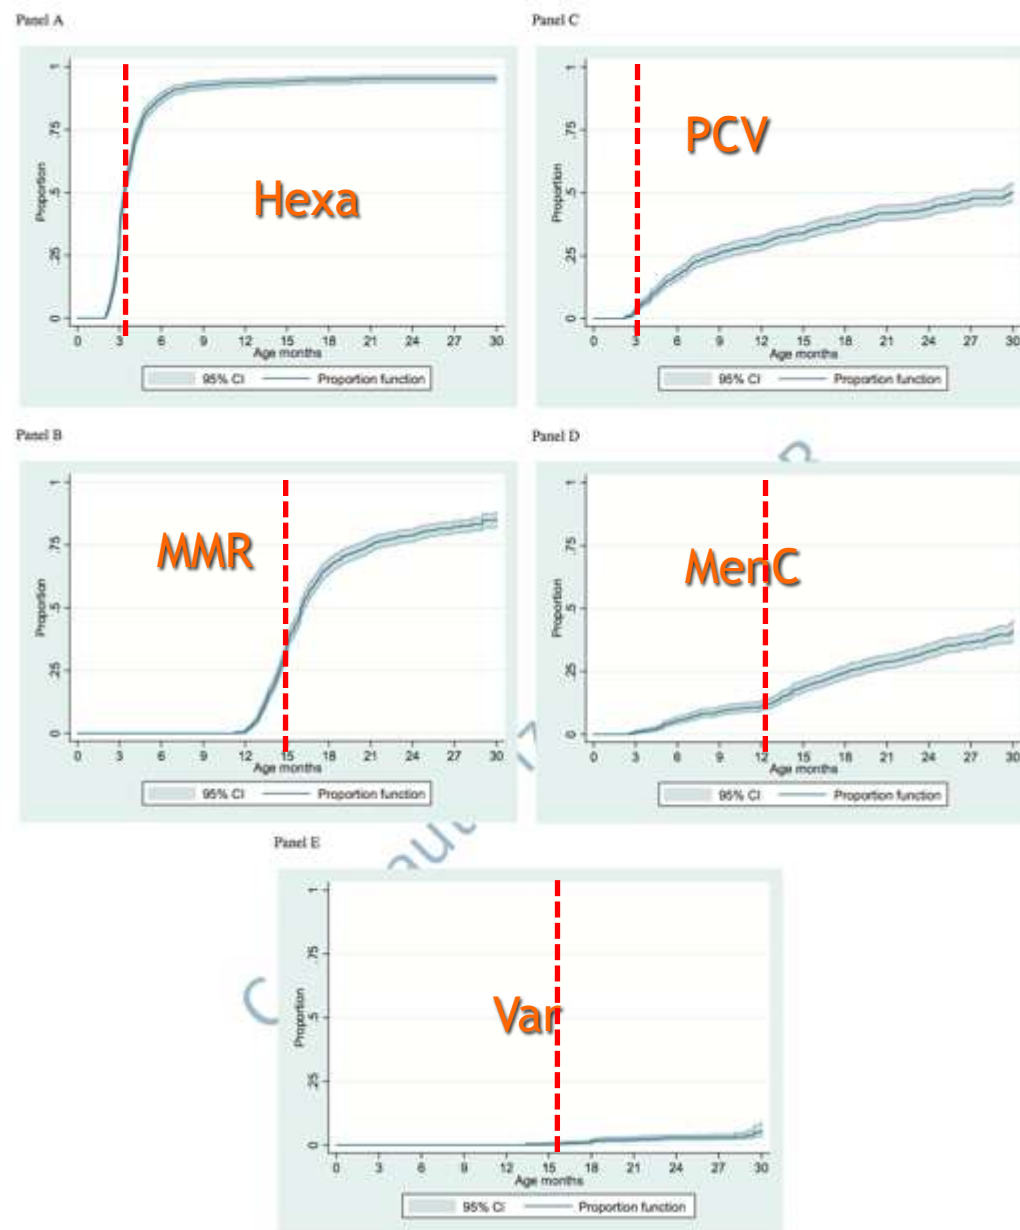 Panel A
1
.75
.5
.25
0
Proportion
Hexa
0 3 6 9 12 15 18 21 24 27 30
Age months
95% CI Proportion function
Panel C
1
.75
.5
.25
0
Proportion
PCV
0 3 6 9 12 15 18 21 24 27 30
Age months
95% CI Proportion function
Panel B
1
.75
.5
.25
0
Proportion
MMR
0 3 6 9 12 15 18 21 24 27 30
Age months
95% CI Proportion function
Panel D
1
.75
.5
.25
0
Proportion
MenC
0 3 6 9 12 15 18 21 24 27 30
Age months
95% CI Proportion function
Panel E
1
.75
.5
.25
0
Proportion
Var
0 3 6 9 12 15 18 21 24 27 30
Age months
95% CI Proportion function